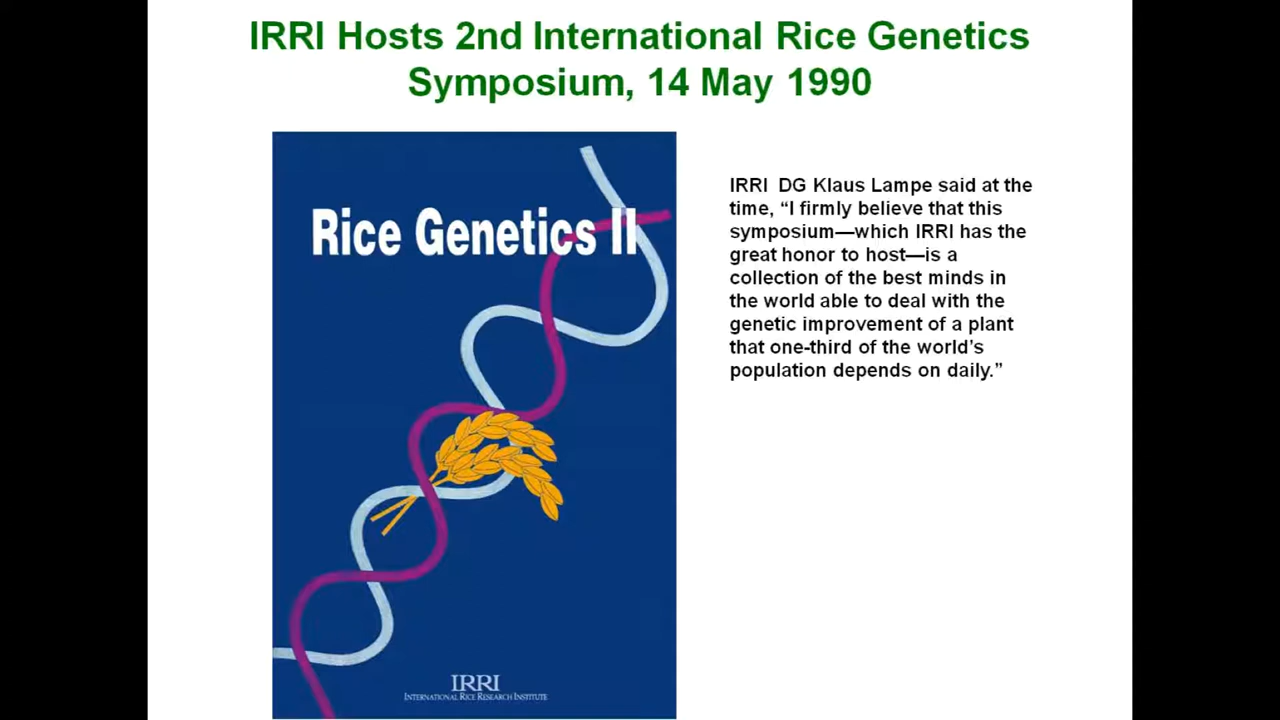 IRRI Hosts 2nd International Rice Genetics
Symposium, 14 May 1990
Rice Genetics II
IRRI DG Klaus Lampe said at the
time, “I firmly believe that this
symposium—which IRRI has the
great honor to host—is a
collection of the best minds in
the world able to deal with the
genetic improvement of a plant
that one-third of the world’s
population depends on daily.”
IRRI
INTERNATIONAL RICE RESEARCH INSTITUTE